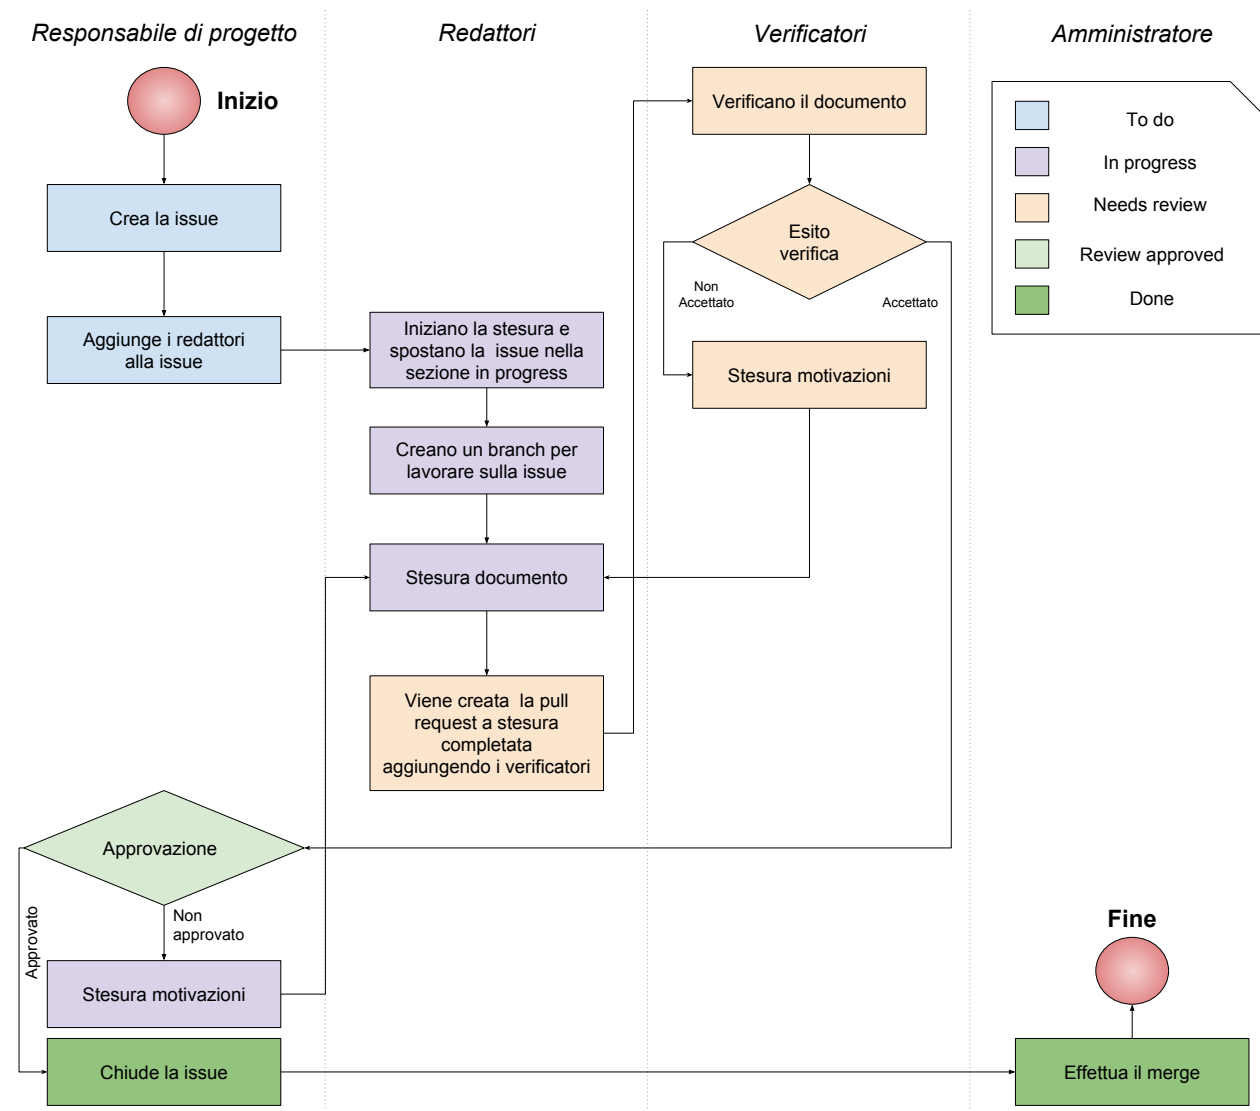 Responsabile di progetto
Redattori
Verificatori
Amministratore
Inizio
Crea la issue
Aggiunge i redattori
alla issue
Iniziano la stesura e
spostano la issue nella
sezione in progress
Creano un branch per
lavorare sulla issue
Stesura documento
Viene creata la pull
request a stesura
completata
aggiungendo i verificatori
Verificano il documento
Esito
verifica
Non
Accettato
Accettato
Stesura motivazioni
To do
In progress
Needs review
Review approved
Done
Approvazione
Approvato
Non
approvato
Stesura motivazioni
Chiude la issue
Effettua il merge
Fine